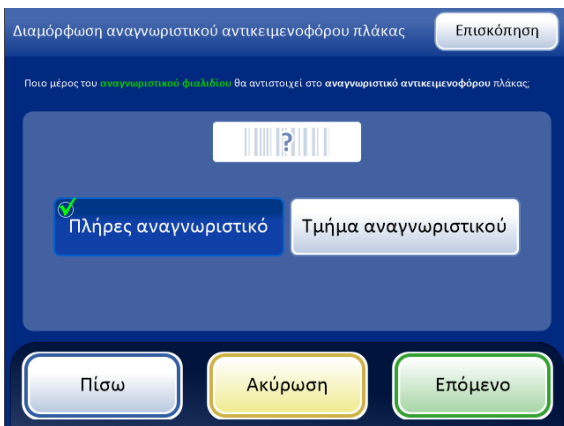 Διαμόρφωση αναγνωριστικού αντικειμενοφόρου πλάκας
Επισκόπηση
Ποιο μέρος του αναγνωριστικού φιαλιδίου θα αντιστοιχεί στο αναγνωριστικό αντικειμενοφόρου πλάκας;
?
Πλήρες αναγνωριστικό
Τμήμα αναγνωριστικού
Πίσω
Ακύρωση
Επόμενο